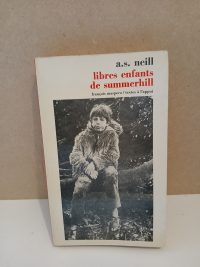 a.s. neill
libres enfants
de summerhill
françois maspero/textes à l'appui